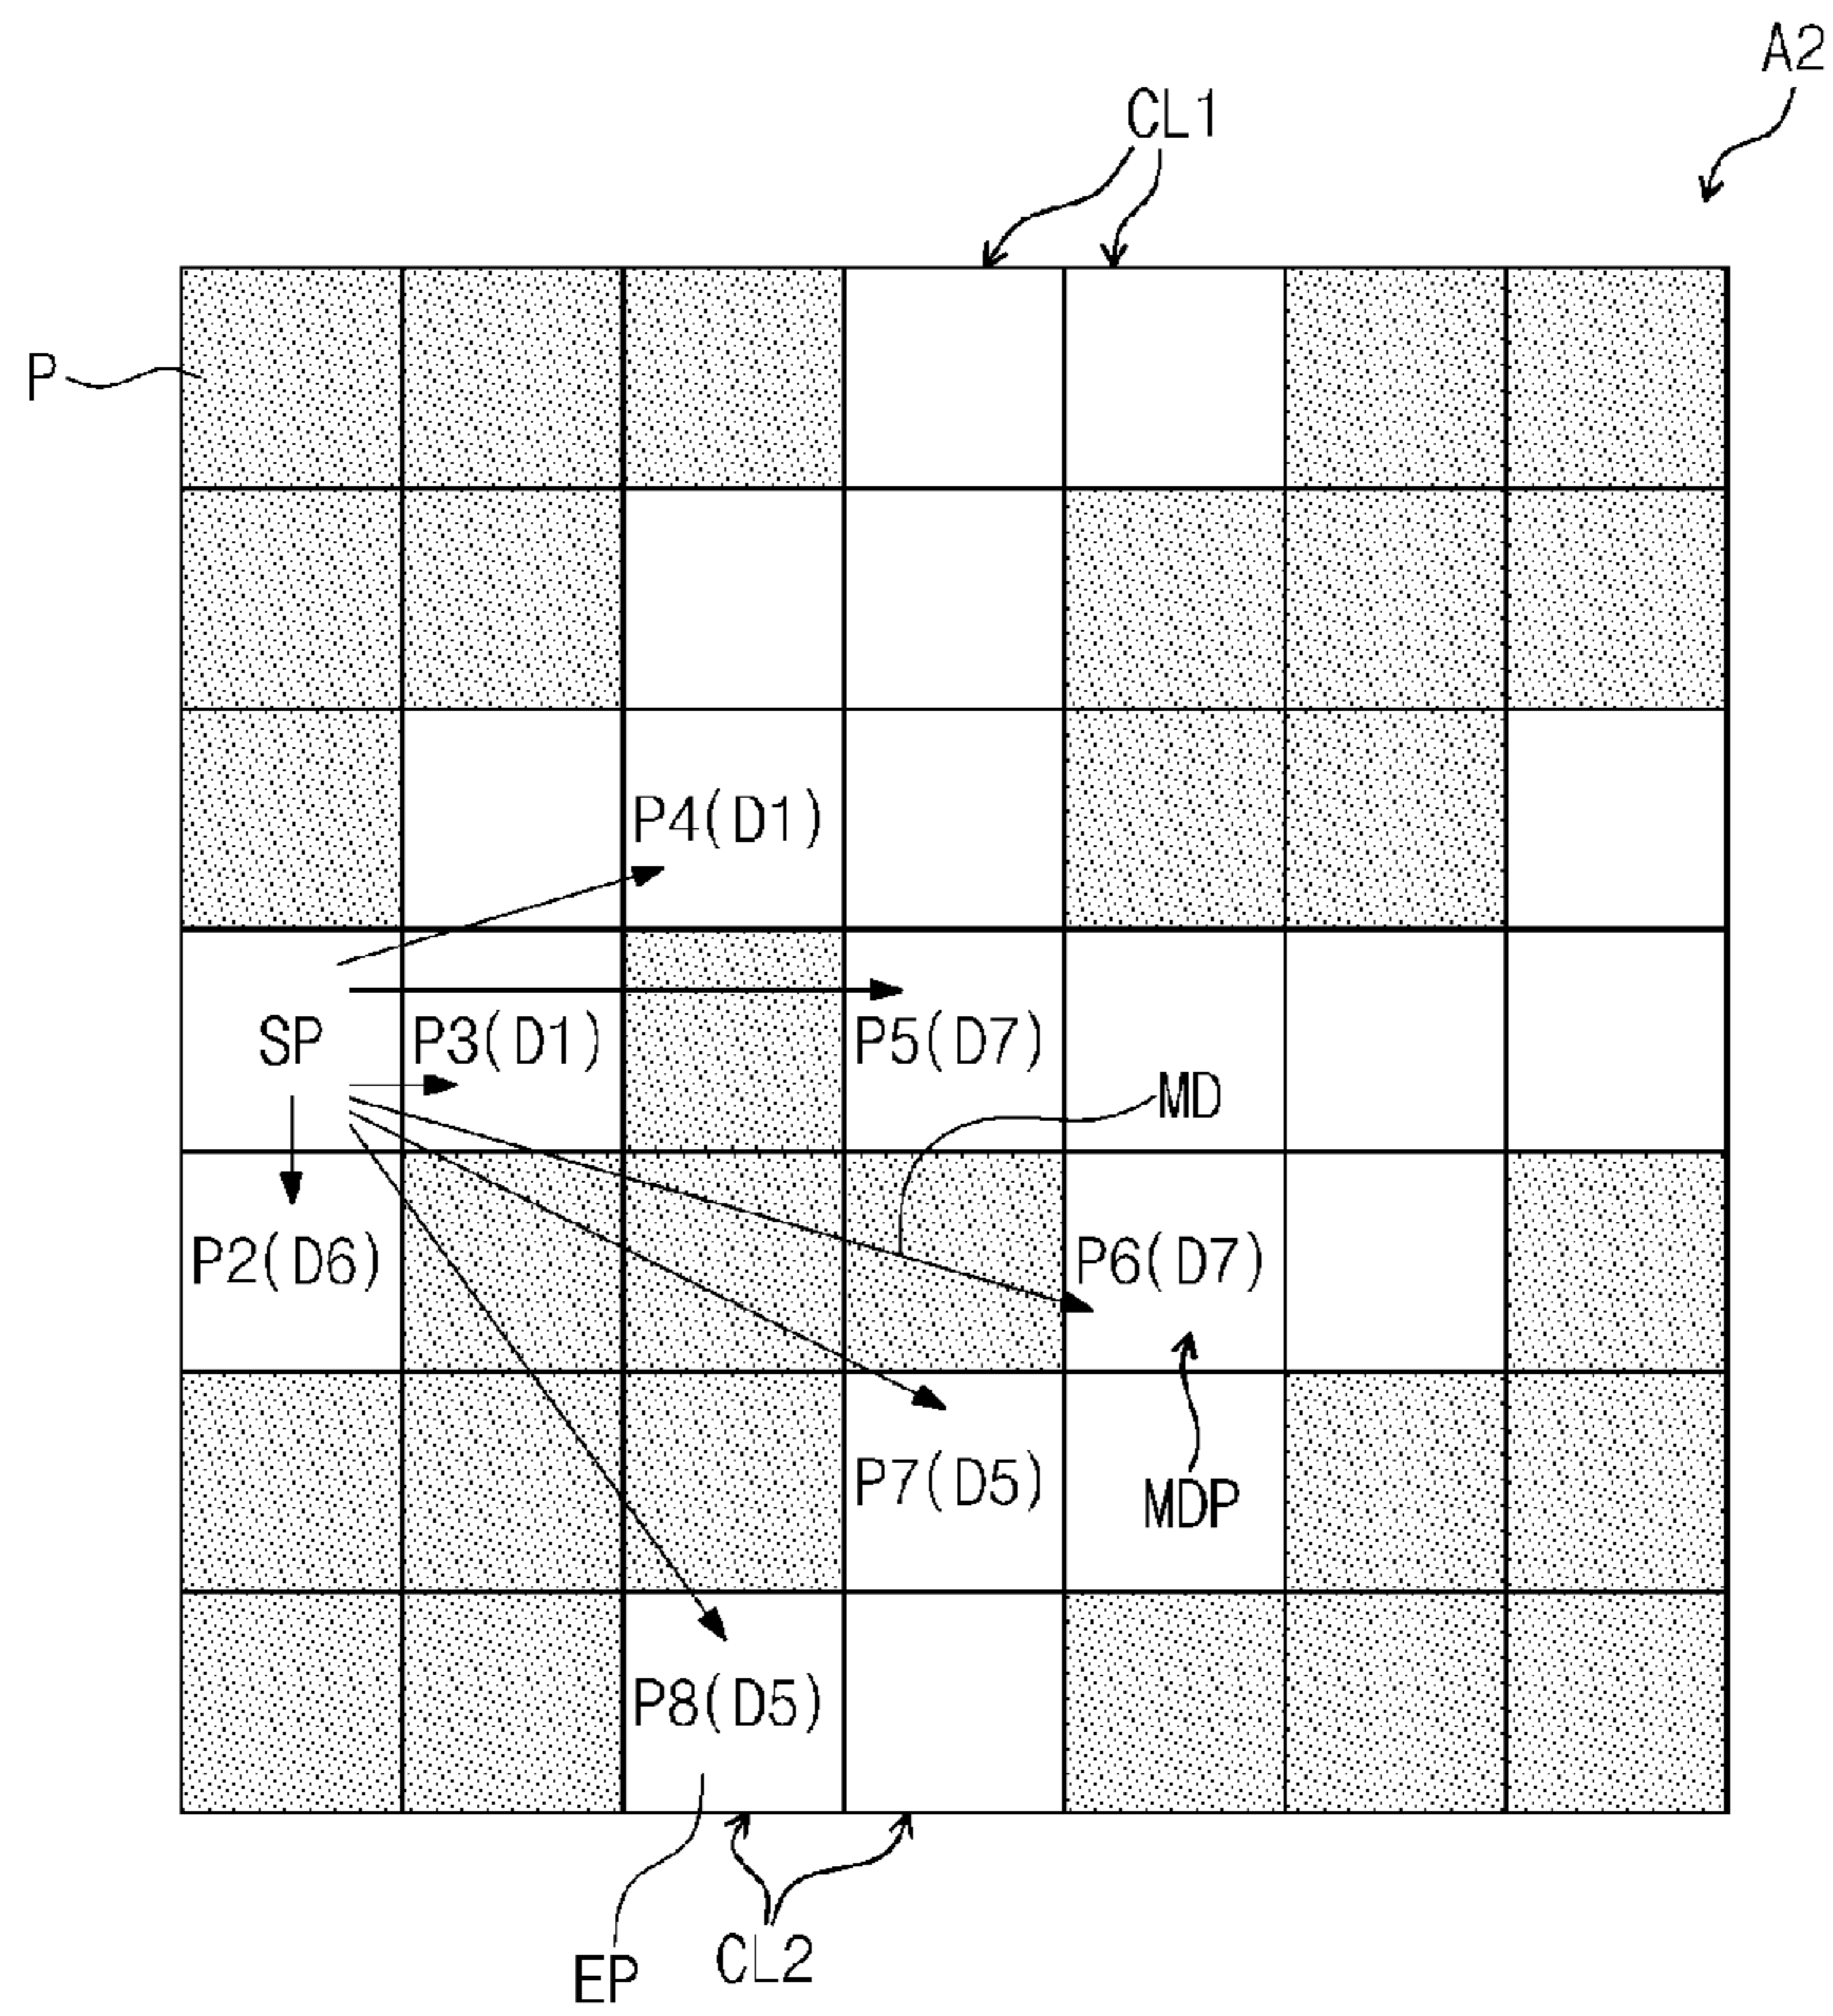 A2
CL1
P
P4(D1)
SP P3(D1) P5(D7)
MD
P2(D6) P6(D7)
P7(D5) MDP
P8(D5)
EP CL2